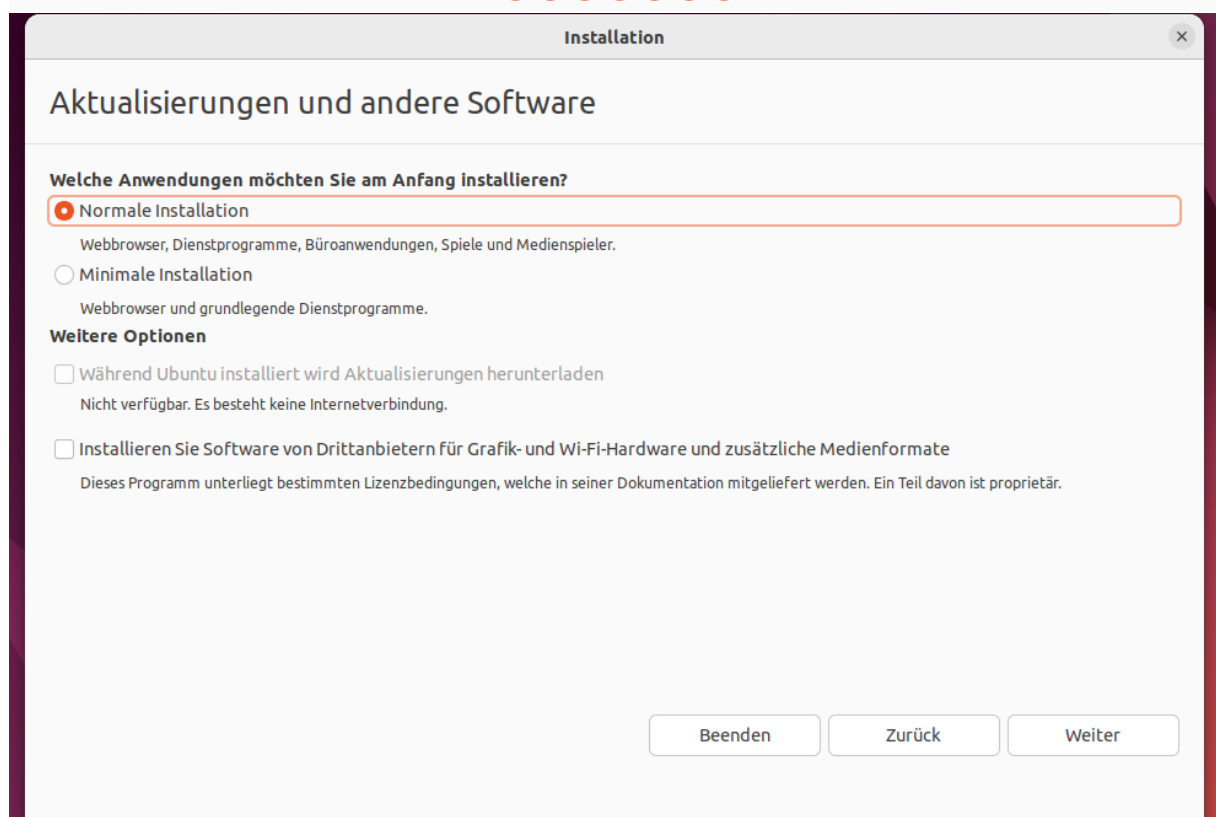 Installation
Aktualisierungen und andere Software
Welche Anwendungen möchten Sie am Anfang installieren?
Normale Installation
Webbrowser, Dienstprogramme, Büroanwendungen, Spiele und Medienspieler.
Minimale Installation
Webbrowser und grundlegende Dienstprogramme.
Weitere Optionen
Während Ubuntu installiert wird Aktualisierungen herunterladen
Nicht verfügbar. Es besteht keine Internetverbindung.
Installieren Sie Software von Drittanbietern für Grafik- und Wi-Fi-Hardware und zusätzliche Medienformate
Dieses Programm unterliegt bestimmten Lizenzbedingungen, welche in seiner Dokumentation mitgeliefert werden. Ein Teil davon ist proprietär.
Beenden Zurück Weiter